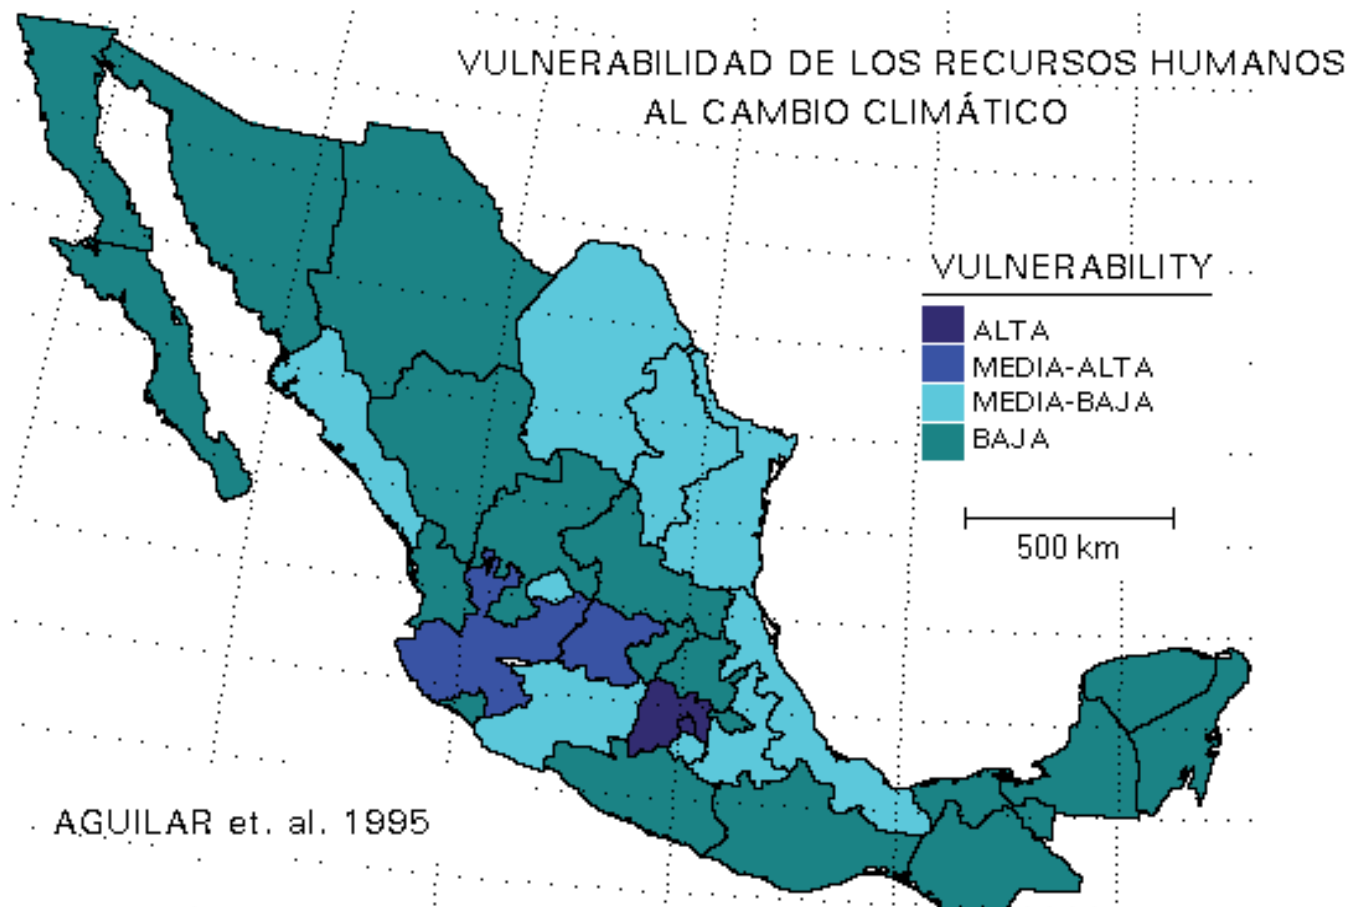 VULNERABILIDAD DE LOS RECURSOS HUMANOS
AL CAMBIO CLIMÁTICO
VULNERABILITY
ALTA
MEDIA-ALTA
MEDIA-BAJA
BAJA
500 km
AGUILAR et. al. 1995